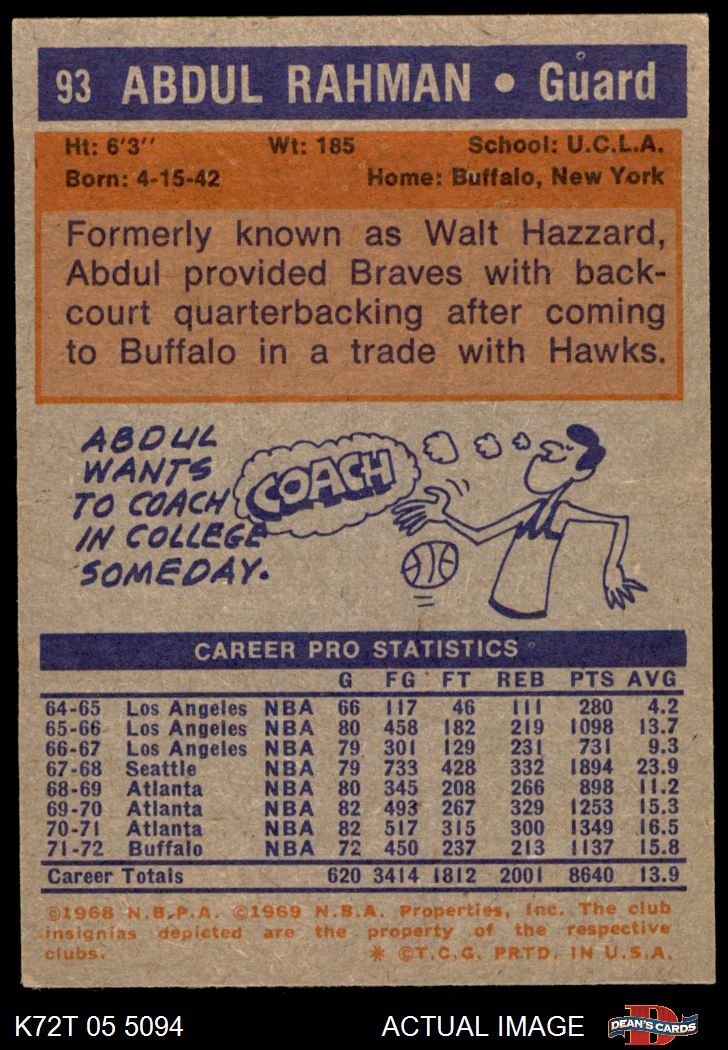 93 ABDUL RAHMAN • Guard
Ht: 6'3'' Wt: 185 School: U.C.L.A.
Born: 4-15-42 Home: Buffalo, New York
Formerly known as Walt Hazzard,
Abdul provided Braves with back-
court quarterbacking after coming
to Buffalo in a trade with Hawks.
ABDUL
WANTS
TO COACH
IN COLLEGE
SOMEDAY.
COACH
CAREER PRO STATISTICS
G FG FT REB PTS AVG
64-65 Los Angeles NBA 66 117 46 111 280 4.2
65-66 Los Angeles NBA 80 458 182 219 1098 13.7
66-67 Los Angeles NBA 79 301 129 231 731 9.3
67-68 Seattle NBA 79 733 428 332 1894 23.9
68-69 Atlanta NBA 80 345 208 266 898 11.2
69-70 Atlanta NBA 82 493 267 329 1253 15.3
70-71 Atlanta NBA 82 517 315 300 1349 16.5
71-72 Buffalo NBA 72 450 237 213 1137 15.8
Career Totals 620 3414 1812 2001 8640 13.9
©1968 N.B.P.A. ©1969 N.B.A. Properties, Inc. The club
insignias depicted are the property of the respective
clubs. * ©T.C.G. PRTD. IN U.S.A.
K72T 05 5094 ACTUAL IMAGE D DEAN'S CARDS